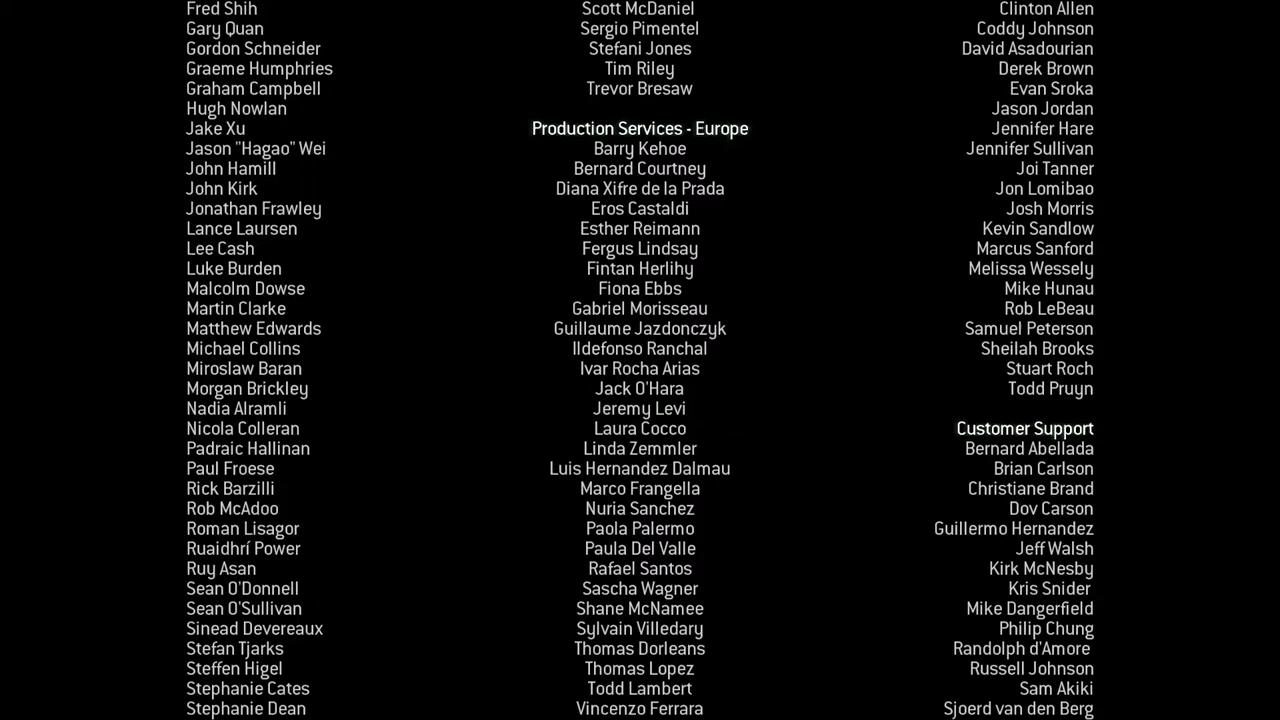 Fred Shih
Gary Quan
Gordon Schneider
Graeme Humphries
Graham Campbell
Hugh Nowlan
Jake Xu
Jason "Hagao" Wei
John Hamill
John Kirk
Jonathan Frawley
Lance Laursen
Lee Cash
Luke Burden
Malcolm Dowse
Martin Clarke
Matthew Edwards
Michael Collins
Miroslaw Baran
Morgan Brickley
Nadia Alramli
Nicola Colleran
Padraic Hallinan
Paul Froese
Rick Barzilli
Rob McAdoo
Roman Lisagor
Ruaidhrí Power
Ruy Asan
Sean O'Donnell
Sean O'Sullivan
Sinead Devereaux
Stefan Tjarks
Steffen Higel
Stephanie Cates
Stephanie Dean
Scott McDaniel
Sergio Pimentel
Stefani Jones
Tim Riley
Trevor Bresaw
Production Services - Europe
Barry Kehoe
Bernard Courtney
Diana Xifre de la Prada
Eros Castaldi
Esther Reimann
Fergus Lindsay
Fintan Herlihy
Fiona Ebbs
Gabriel Morisseau
Guillaume Jazdonczyk
Ildefonso Ranchal
Ivar Rocha Arias
Jack O'Hara
Jeremy Levi
Laura Cocco
Linda Zemmler
Luis Hernandez Dalmau
Marco Frangella
Nuria Sanchez
Paola Palermo
Paula Del Valle
Rafael Santos
Sascha Wagner
Shane McNamee
Sylvain Villedary
Thomas Dorleans
Thomas Lopez
Todd Lambert
Vincenzo Ferrara
Clinton Allen
Coddy Johnson
David Asadourian
Derek Brown
Evan Sroka
Jason Jordan
Jennifer Hare
Jennifer Sullivan
Joi Tanner
Jon Lomibao
Josh Morris
Kevin Sandlow
Marcus Sanford
Melissa Wessely
Mike Hunau
Rob LeBeau
Samuel Peterson
Sheilah Brooks
Stuart Roch
Todd Pruyn
Customer Support
Bernard Abellada
Brian Carlson
Christiane Brand
Dov Carson
Guillermo Hernandez
Jeff Walsh
Kirk McNesby
Kris Snider
Mike Dangerfield
Philip Chung
Randolph d'Amore
Russell Johnson
Sam Akiki
Sjoerd van den Berg